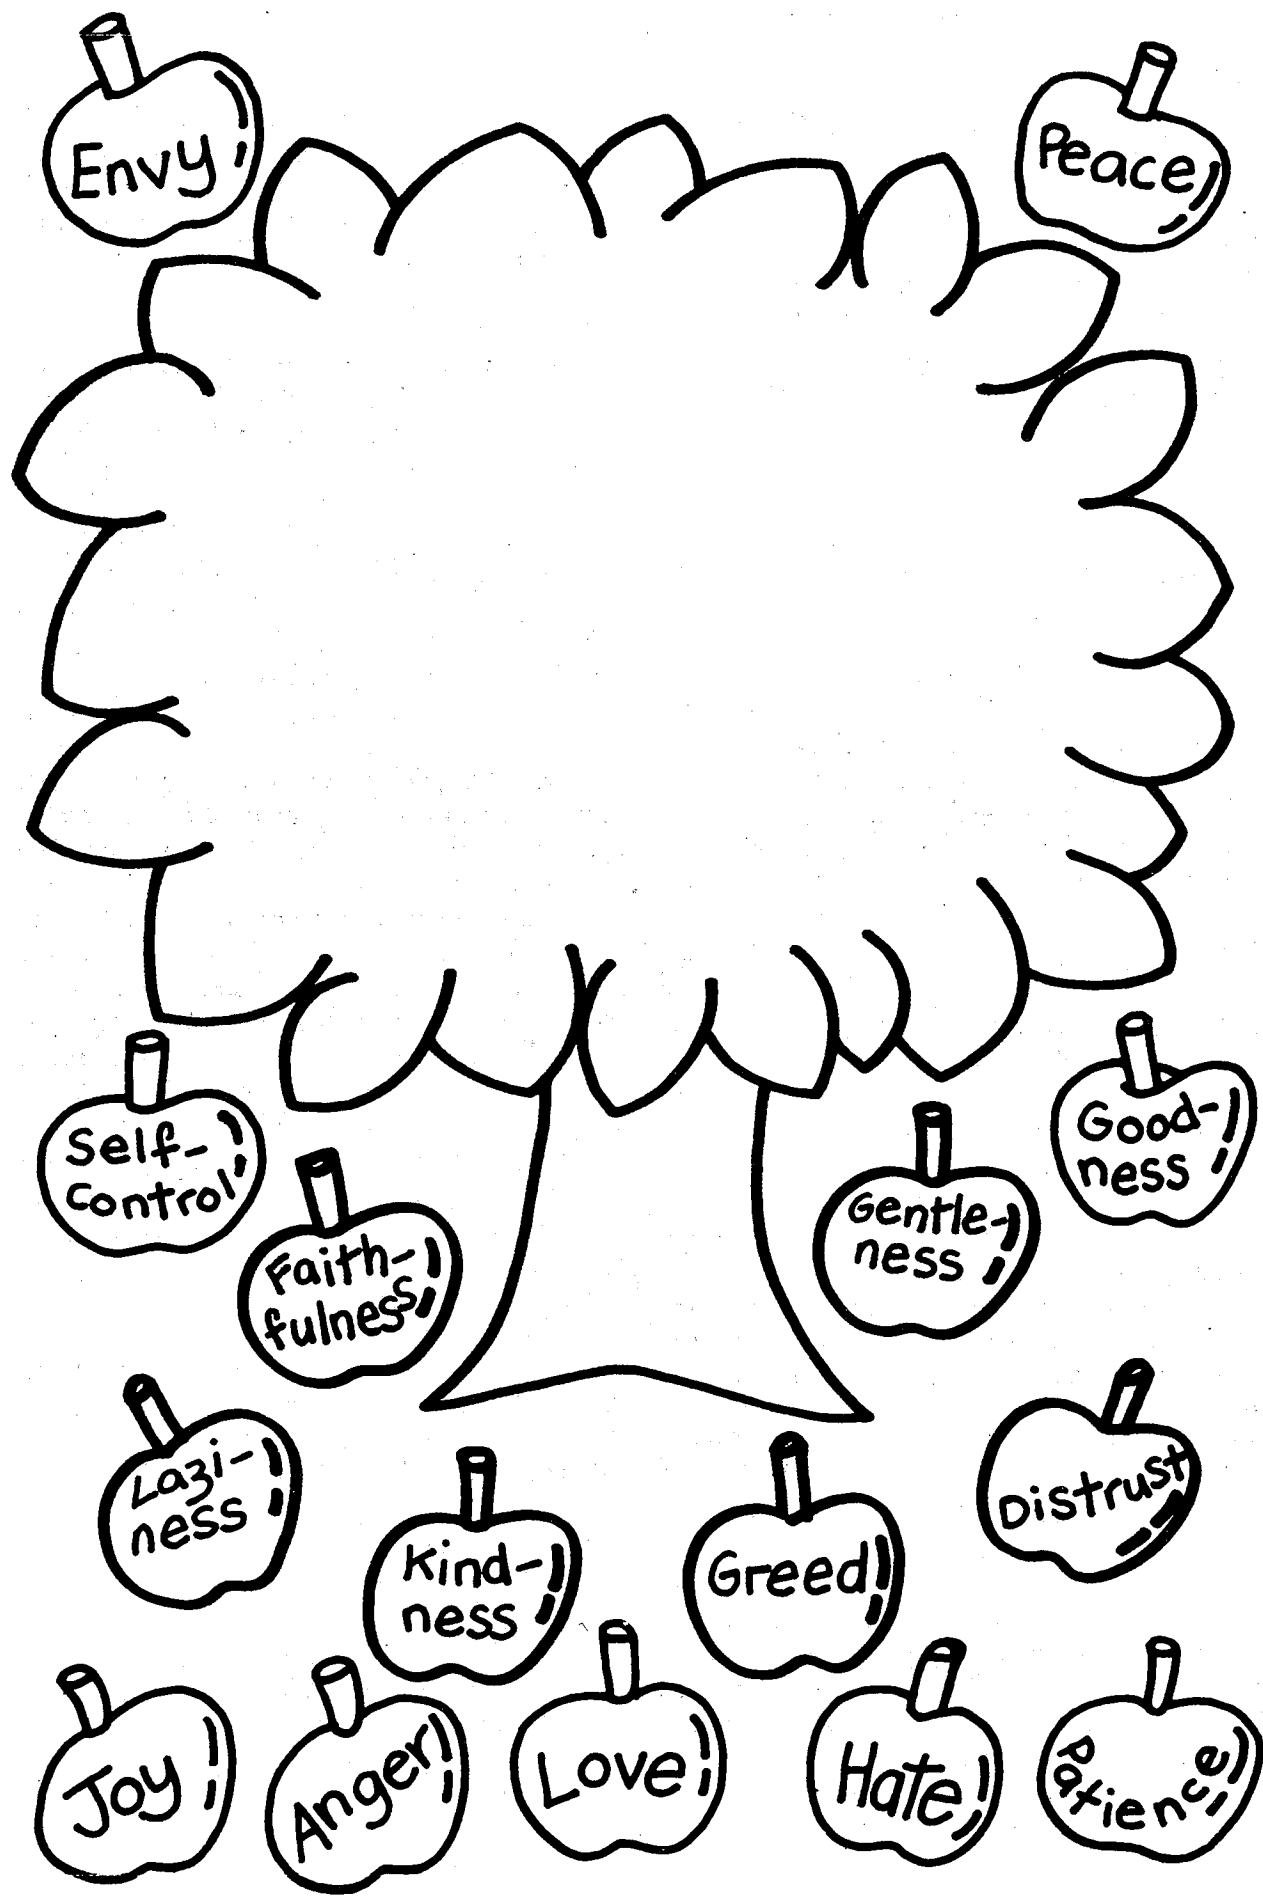 Envy
Peace
Self-
control
Faith-
fulness
Gentle-
ness
Good-
ness
Lazi-
ness
Kind-
ness
Greed
Distrust
Joy
Anger
Love
Hate
Patience